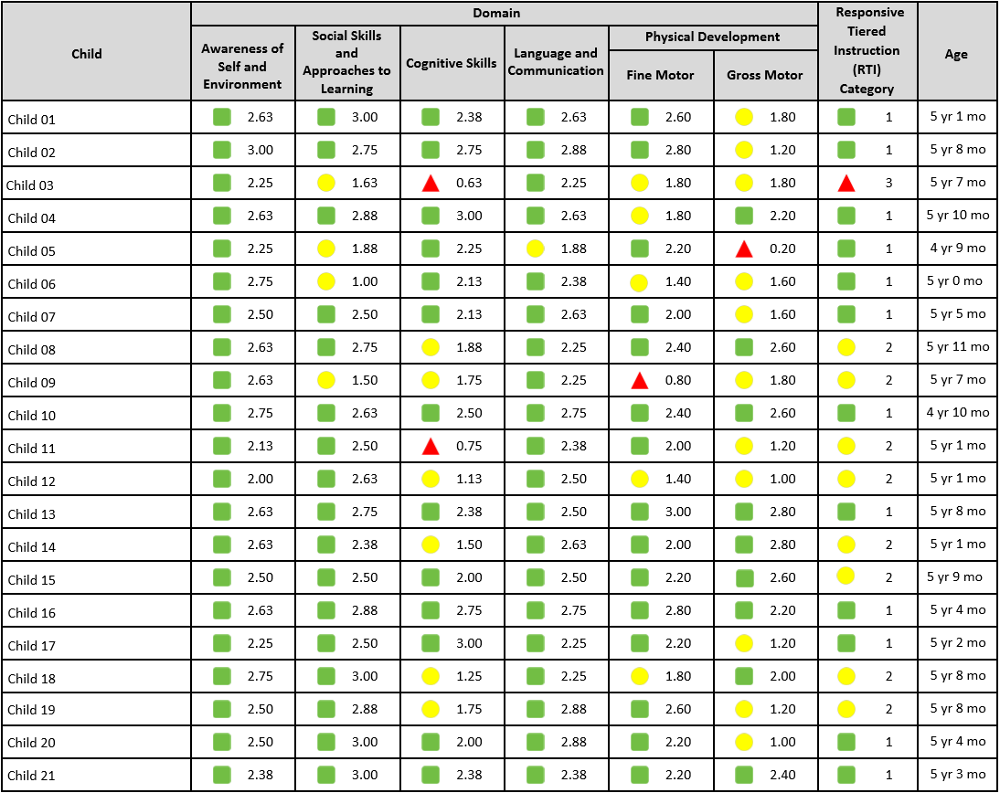 Child
Domain
Responsive
Tiered
Instruction
(RTI)
Category
Age
Awareness of
Self and
Environment
Social Skills
and
Approaches to
Learning
Cognitive Skills
Language and
Communication
Physical Development
Fine Motor
Gross Motor
Child 01 2.63 3.00 2.38 2.63 2.60 1.80 1 5 yr 1 mo
Child 02 3.00 2.75 2.75 2.88 2.80 1.20 1 5 yr 8 mo
Child 03 2.25 1.63 0.63 2.25 1.80 1.80 3 5 yr 7 mo
Child 04 2.63 2.88 3.00 2.63 1.80 2.20 1 5 yr 10 mo
Child 05 2.25 1.88 2.25 1.88 2.20 0.20 1 4 yr 9 mo
Child 06 2.75 1.00 2.13 2.38 1.40 1.60 1 5 yr 0 mo
Child 07 2.50 2.50 2.13 2.63 2.00 1.60 1 5 yr 5 mo
Child 08 2.63 2.75 1.88 2.25 2.40 2.60 2 5 yr 11 mo
Child 09 2.63 1.50 1.75 2.25 0.80 1.80 2 5 yr 7 mo
Child 10 2.75 2.63 2.50 2.75 2.40 2.60 1 4 yr 10 mo
Child 11 2.13 2.50 0.75 2.38 2.00 1.20 2 5 yr 1 mo
Child 12 2.00 2.63 1.13 2.50 1.40 1.00 2 5 yr 1 mo
Child 13 2.63 2.75 2.38 2.50 3.00 2.80 1 5 yr 8 mo
Child 14 2.63 2.38 1.50 2.63 2.00 2.80 2 5 yr 1 mo
Child 15 2.50 2.50 2.00 2.50 2.20 2.60 2 5 yr 9 mo
Child 16 2.63 2.88 2.75 2.75 2.80 2.20 1 5 yr 4 mo
Child 17 2.25 2.50 3.00 2.25 2.20 1.20 1 5 yr 2 mo
Child 18 2.75 3.00 1.25 2.25 1.80 2.00 2 5 yr 8 mo
Child 19 2.50 2.88 1.75 2.88 2.60 1.20 2 5 yr 8 mo
Child 20 2.50 3.00 2.00 2.88 2.20 1.00 1 5 yr 4 mo
Child 21 2.38 3.00 2.38 2.38 2.20 2.40 1 5 yr 3 mo